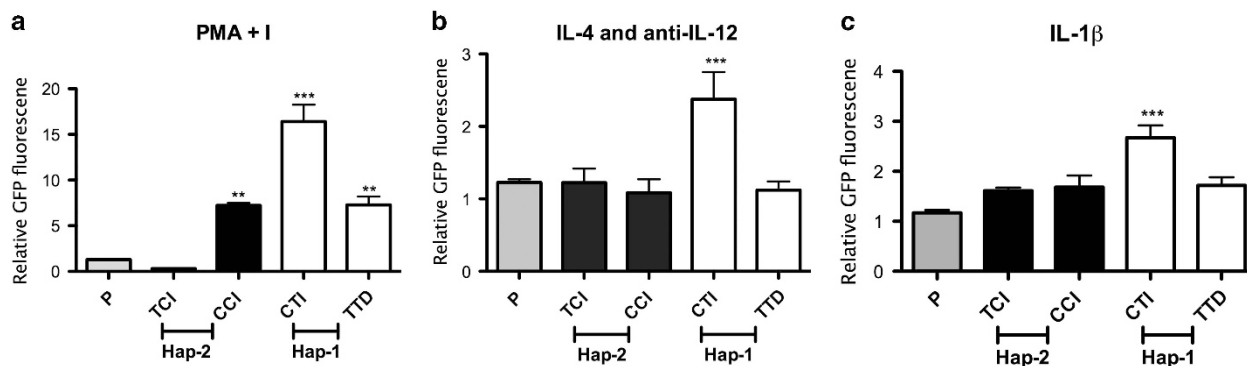 a
PMA + I
Relative GFP fluorescene
20
15
10
5
0
**
***
**
P
TCI
CCI
CTI
TTD
Hap-2
Hap-1
b
IL-4 and anti-IL-12
Relative GFP fluorescene
3
2
1
0
***
P
TCI
CCI
CTI
TTD
Hap-2
Hap-1
c
IL-1β
Relative GFP fluorescene
4
3
2
1
0
***
P
TCI
CCI
CTI
TTD
Hap-2
Hap-1